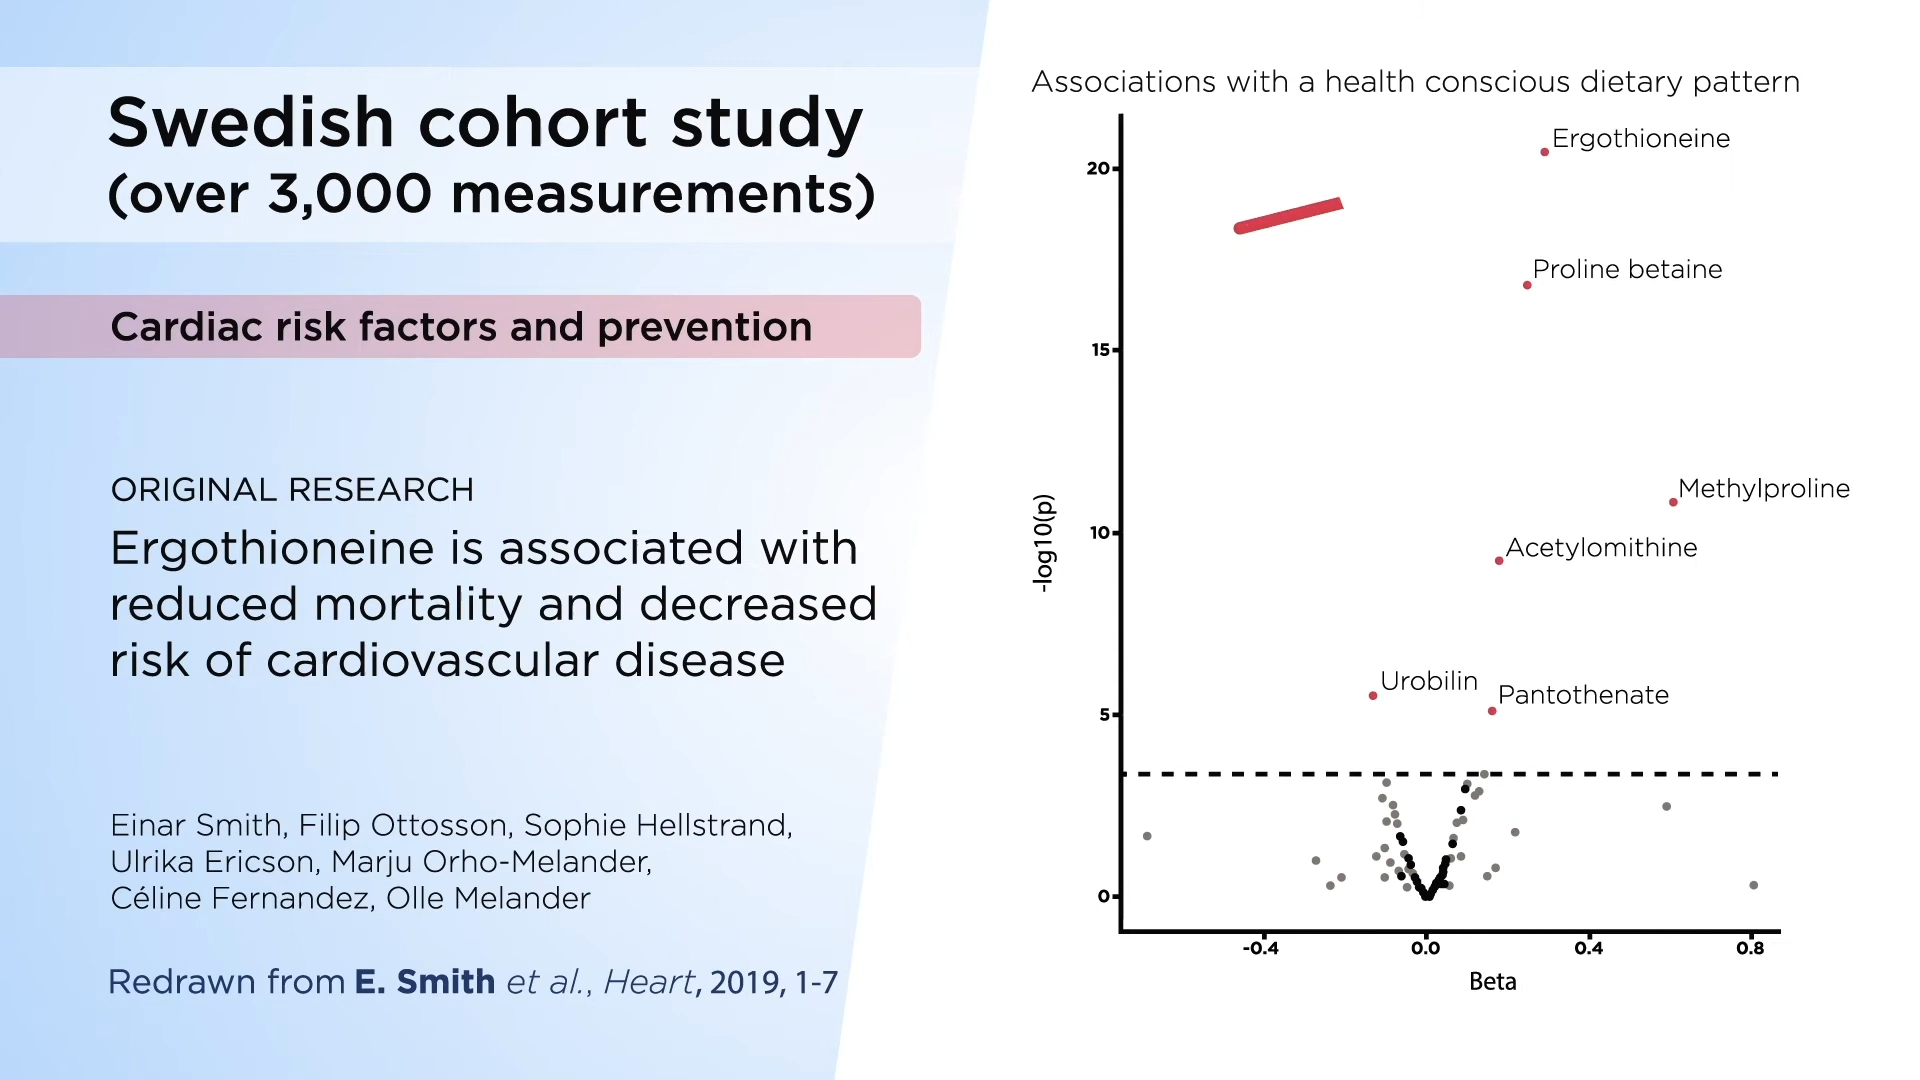 Swedish cohort study
(over 3,000 measurements)
Cardiac risk factors and prevention
ORIGINAL RESEARCH
Ergothioneine is associated with
reduced mortality and decreased
risk of cardiovascular disease
Einar Smith, Filip Ottosson, Sophie Hellstrand,
Ulrika Ericson, Marju Orho-Melander,
Céline Fernandez, Olle Melander
Redrawn from E. Smith et al., Heart, 2019, 1-7
Associations with a health conscious dietary pattern
Ergothioneine
20
Proline betaine
15
Methylproline
-log10(p)
10
Acetylomithine
Urobilin
Pantothenate
5
0
-0.4 0.0 0.4 0.8
Beta